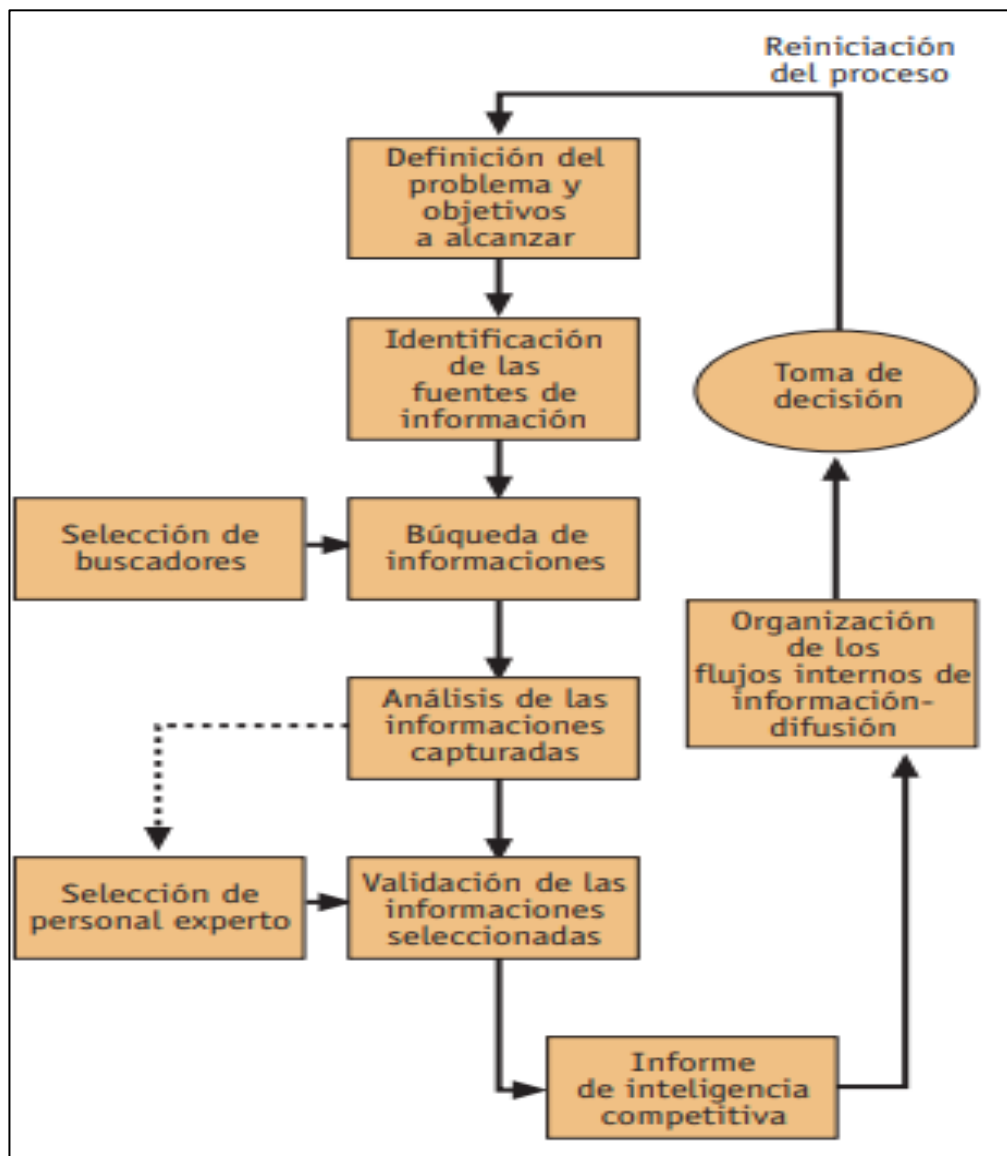 Reiniciación
del proceso
Definición del
problema y
objetivos
a alcanzar
Identificación
de las
fuentes de
información
Toma de
decisión
Selección de
buscadores
Búqueda de
informaciones
Organización
de los
flujos internos de
información-
difusión
Análisis de las
informaciones
capturadas
Selección de
personal experto
Validación de las
informaciones
seleccionadas
Informe
de inteligencia
competitiva